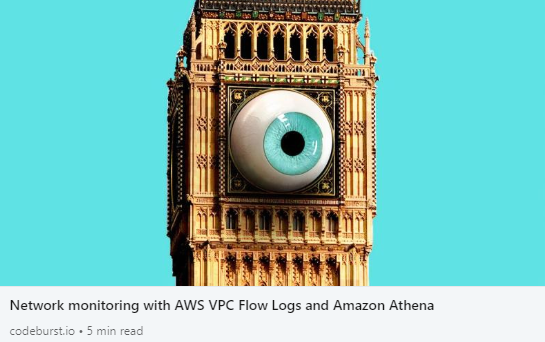 Network monitoring with AWS VPC Flow Logs and Amazon Athena
codeburst.io • 5 min read